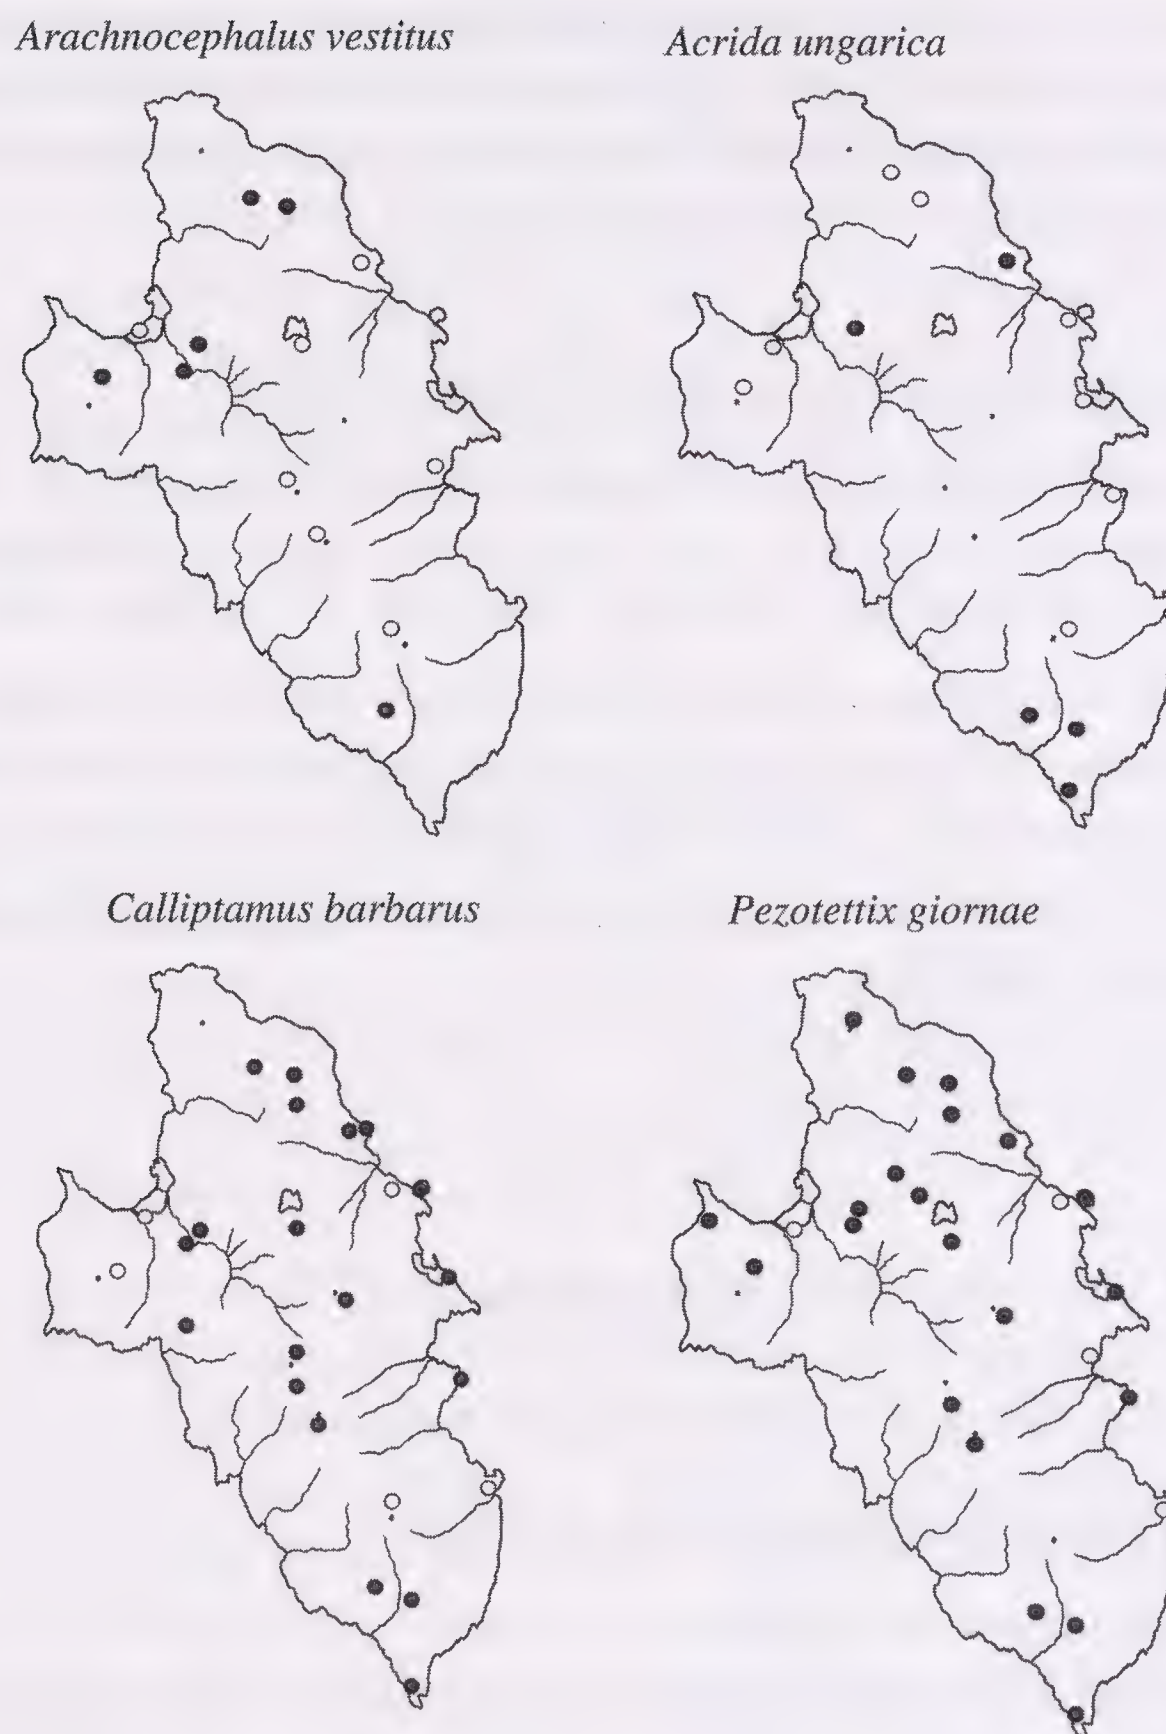 Arachnocephalus vestitus
Acrida ungarica
Calliptamus barbarus
Pezotettix giornae